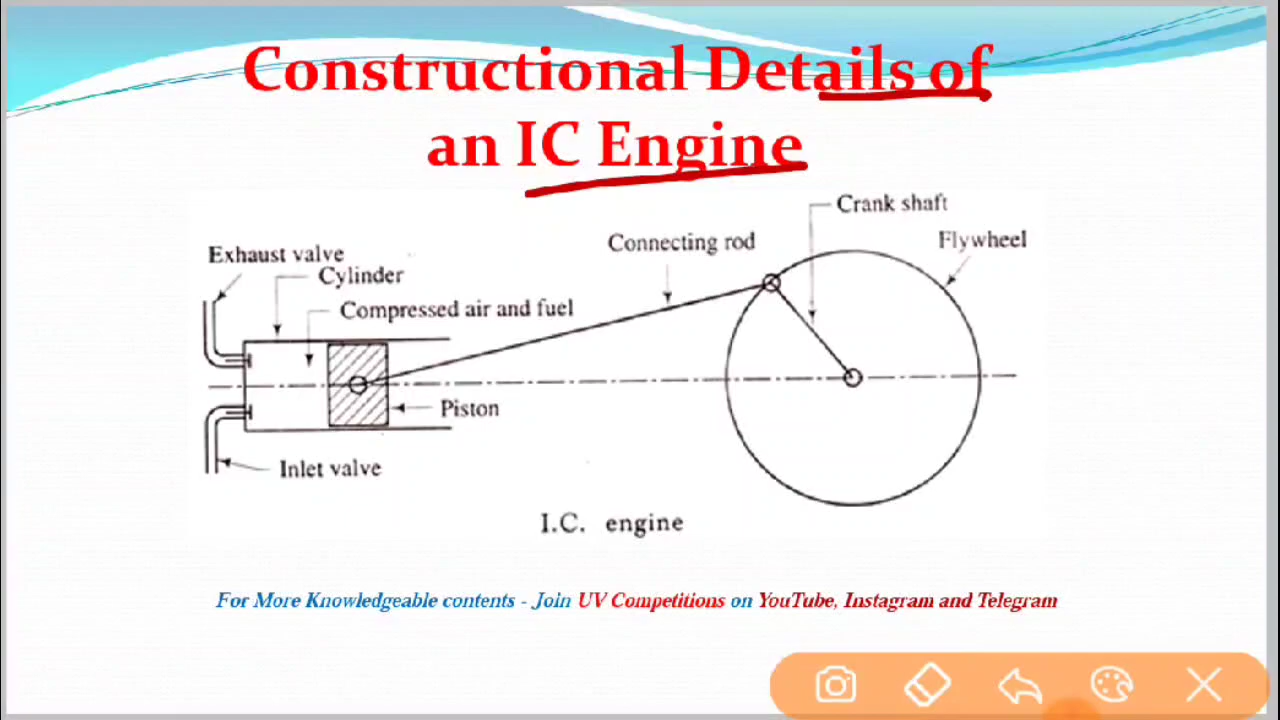 Constructional Details of
an IC Engine
Crank shaft
Connecting rod
Flywheel
Exhaust valve
Cylinder
Compressed air and fuel
Piston
Inlet valve
I.C. engine
For More Knowledgeable contents - Join UV Competitions on YouTube, Instagram and Telegram